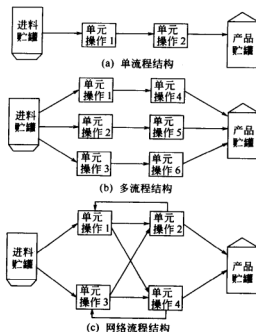 进料
贮罐
单元
操作1
单元
操作2
产品
贮罐
(a) 单流程结构
进料
贮罐
单元
操作1
单元
操作4
单元
操作2
单元
操作5
单元
操作3
单元
操作6
产品
贮罐
(b) 多流程结构
进料
贮罐
单元
操作1
单元
操作2
单元
操作3
单元
操作4
产品
贮罐
(c) 网络流程结构